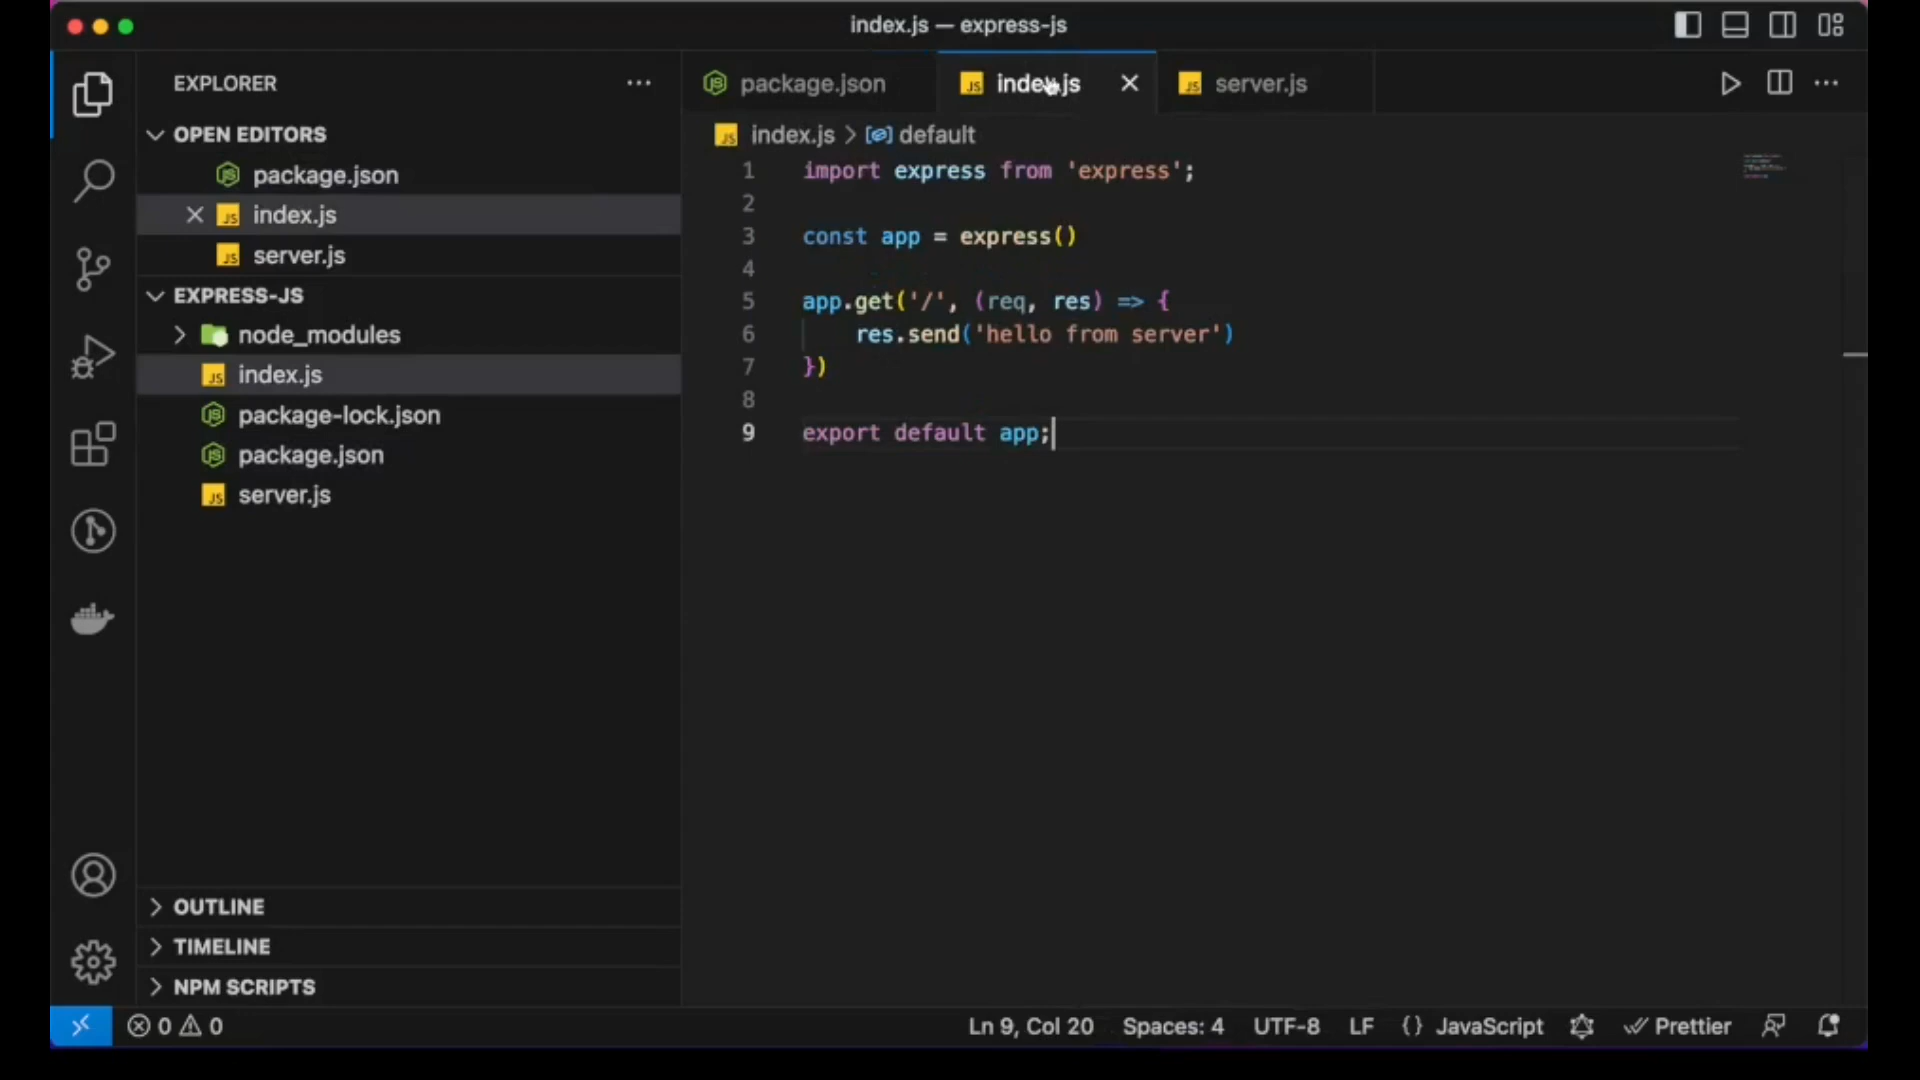 index.js — express-js
EXPLORER
OPEN EDITORS
package.json
index.js
server.js
EXPRESS-JS
node_modules
index.js
package-lock.json
package.json
server.js
OUTLINE
TIMELINE
NPM SCRIPTS
package.json
index.js
server.js
index.js > default
1 import express from 'express';
2
3 const app = express()
4
5 app.get('/', (req, res) => {
6 res.send('hello from server')
7 })
8
9 export default app;
0 0
Ln 9, Col 20 Spaces: 4 UTF-8 LF {} JavaScript Prettier